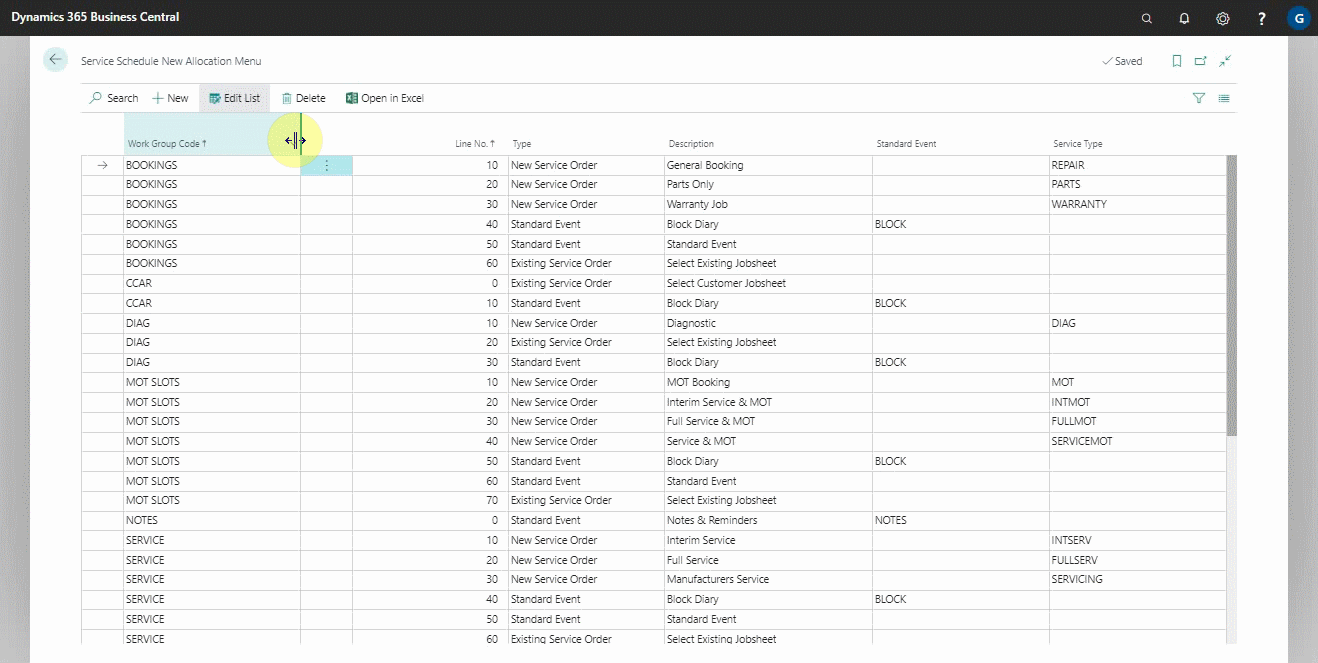 Dynamics 365 Business Central
? G
Service Schedule New Allocation Menu Saved
Search New Edit List Delete Open in Excel
Work Group Code ↑ Line No. ↑ Type Description Standard Event Service Type
BOOKINGS 10 New Service Order General Booking REPAIR
BOOKINGS 20 New Service Order Parts Only PARTS
BOOKINGS 30 New Service Order Warranty Job WARRANTY
BOOKINGS 40 Standard Event Block Diary BLOCK
BOOKINGS 50 Standard Event Standard Event
BOOKINGS 60 Existing Service Order Select Existing Jobsheet
CCAR 0 Existing Service Order Select Customer Jobsheet
CCAR 10 Standard Event Block Diary BLOCK
DIAG 10 New Service Order Diagnostic DIAG
DIAG 20 Existing Service Order Select Existing Jobsheet
DIAG 30 Standard Event Block Diary BLOCK
MOT SLOTS 10 New Service Order MOT Booking MOT
MOT SLOTS 20 New Service Order Interim Service & MOT INTMOT
MOT SLOTS 30 New Service Order Full Service & MOT FULLMOT
MOT SLOTS 40 New Service Order Service & MOT SERVICEMOT
MOT SLOTS 50 Standard Event Block Diary BLOCK
MOT SLOTS 60 Standard Event Standard Event
MOT SLOTS 70 Existing Service Order Select Existing Jobsheet
NOTES 0 Standard Event Notes & Reminders NOTES
SERVICE 10 New Service Order Interim Service INTSERV
SERVICE 20 New Service Order Full Service FULLSERV
SERVICE 30 New Service Order Manufacturers Service SERVICING
SERVICE 40 Standard Event Block Diary BLOCK
SERVICE 50 Standard Event Standard Event
SERVICE 60 Existing Service Order Select Existing Jobsheet